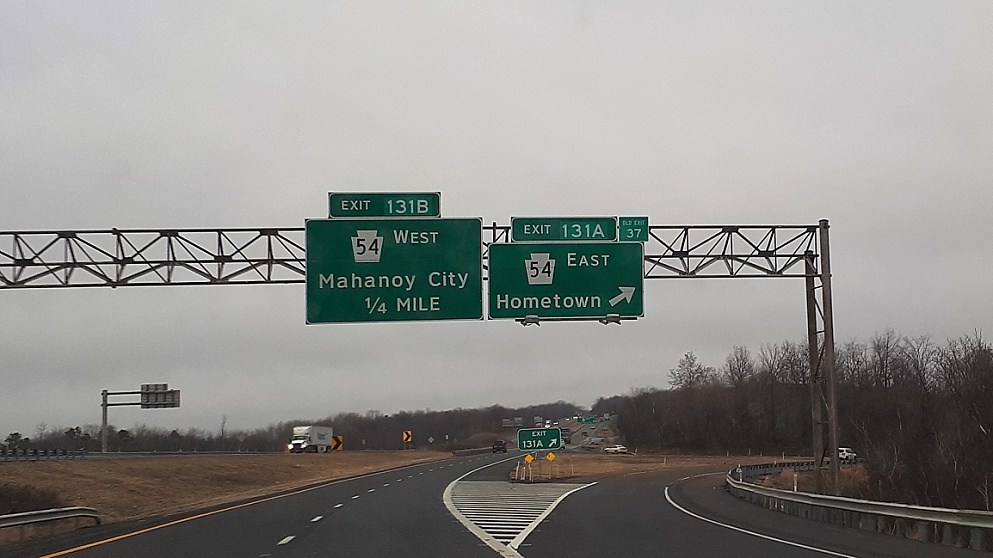 EXIT 131B
54 WEST
Mahanoy City
1/4 MILE
EXIT 131A
OLD EXIT
37
54 EAST
Hometown
EXIT
131A